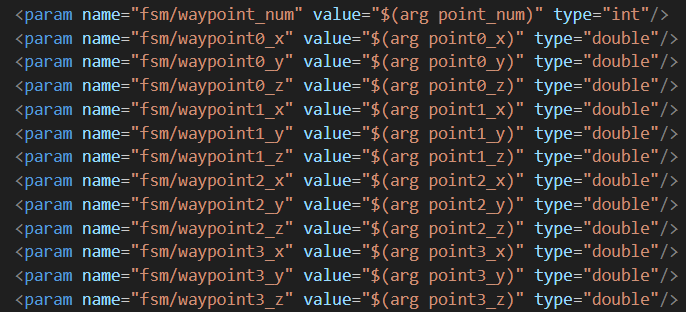 <param name="fsm/waypoint_num" value="$(arg point_num)" type="int"/>
<param name="fsm/waypoint0_x" value="$(arg point0_x)" type="double"/>
<param name="fsm/waypoint0_y" value="$(arg point0_y)" type="double"/>
<param name="fsm/waypoint0_z" value="$(arg point0_z)" type="double"/>
<param name="fsm/waypoint1_x" value="$(arg point1_x)" type="double"/>
<param name="fsm/waypoint1_y" value="$(arg point1_y)" type="double"/>
<param name="fsm/waypoint1_z" value="$(arg point1_z)" type="double"/>
<param name="fsm/waypoint2_x" value="$(arg point2_x)" type="double"/>
<param name="fsm/waypoint2_y" value="$(arg point2_y)" type="double"/>
<param name="fsm/waypoint2_z" value="$(arg point2_z)" type="double"/>
<param name="fsm/waypoint3_x" value="$(arg point3_x)" type="double"/>
<param name="fsm/waypoint3_y" value="$(arg point3_y)" type="double"/>
<param name="fsm/waypoint3_z" value="$(arg point3_z)" type="double"/>